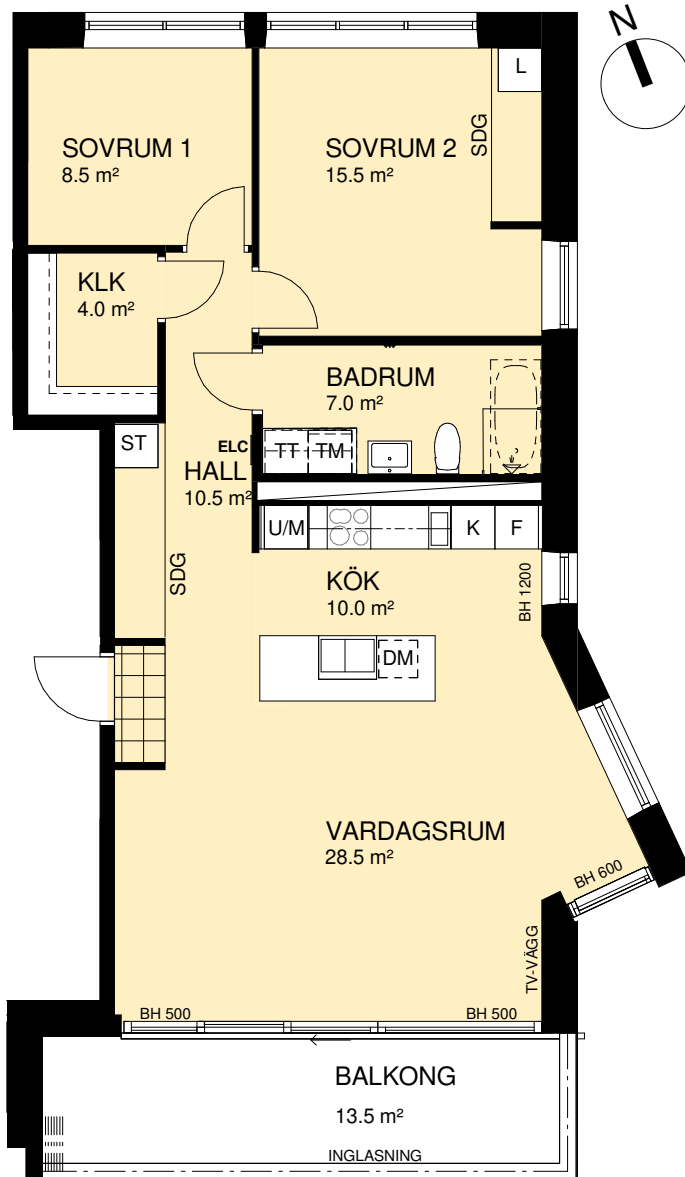 N
L
SDG
SOVRUM 1
8.5 m²
SOVRUM 2
15.5 m²
KLK
4.0 m²
BADRUM
7.0 m²
ST
ELC
TT
TM
HALL
10.5 m²
U/M
K
F
SDG
KÖK
10.0 m²
BH 1200
DM
VARDAGSRUM
28.5 m²
BH 600
TV-VÄGG
BH 500
BH 500
BALKONG
13.5 m²
INGLASNING